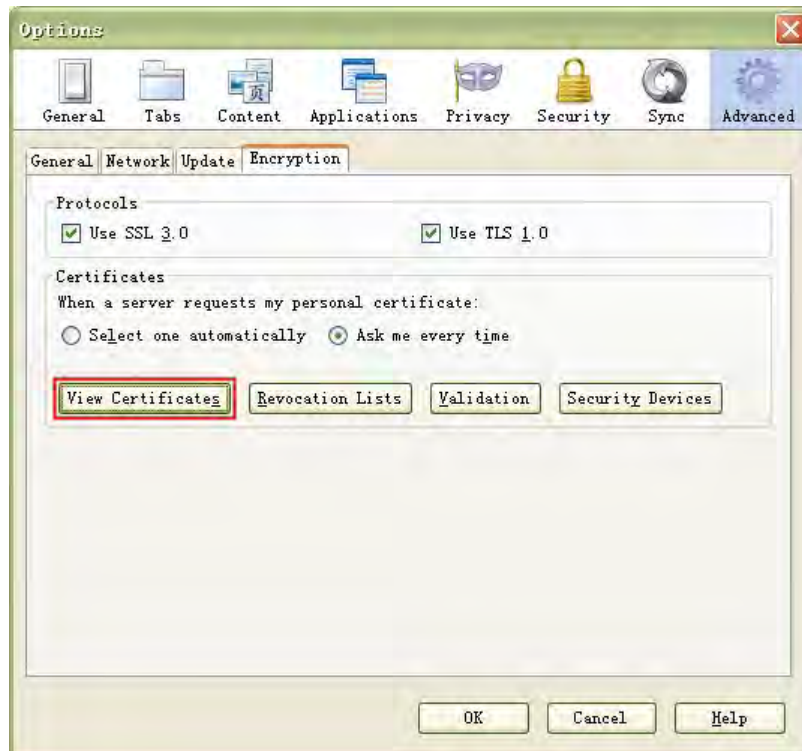 Options
General Tabs Content Applications Privacy Security Sync Advanced
General Network Update Encryption
Protocols
Use SSL 3.0 Use TLS 1.0
Certificates
When a server requests my personal certificate:
Select one automatically Ask me every time
View Certificates Revocation Lists Validation Security Devices
OK Cancel Help
页